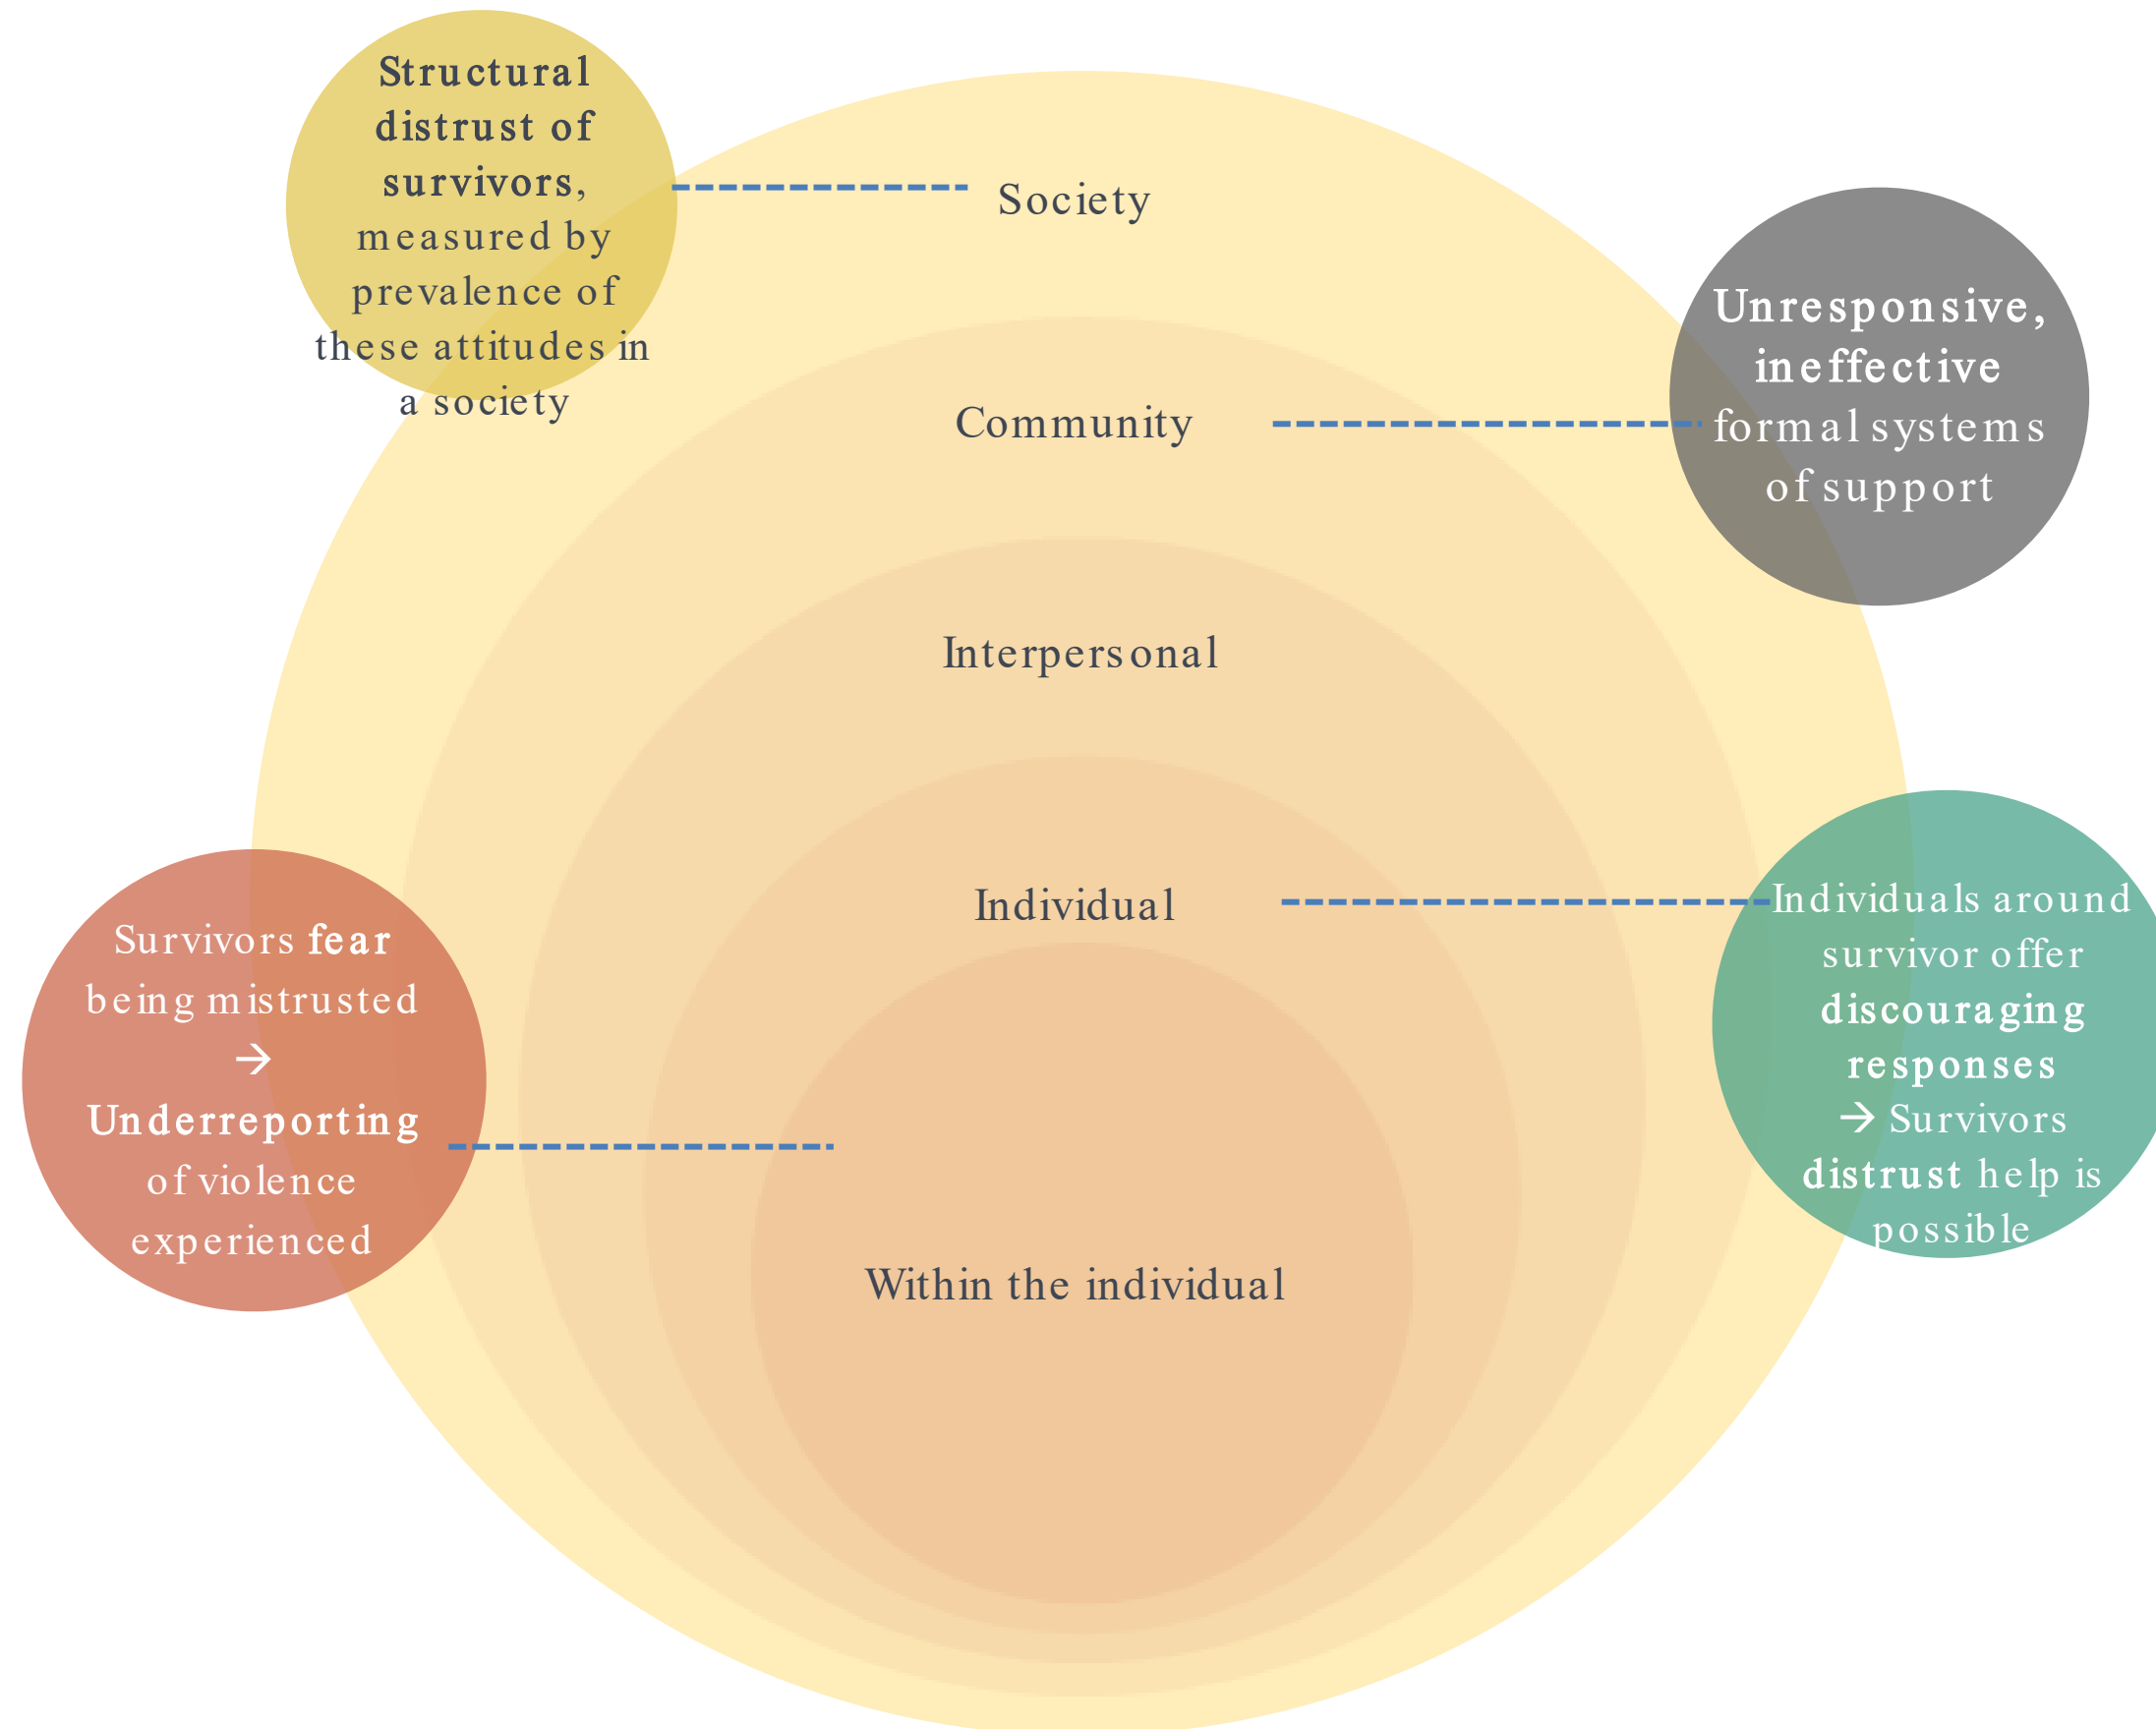 Structural
distrust of
survivors,
measured by
prevalence of
these attitudes in
a society
Society
Unresponsive,
ineffective
formal systems
of support
Community
Interpersonal
Individual
Individuals around
survivor offer
discouraging
responses
→ Survivors
distrust help is
possible
Survivors fear
being mistrusted
→
Underreporting
of violence
experienced
Within the individual